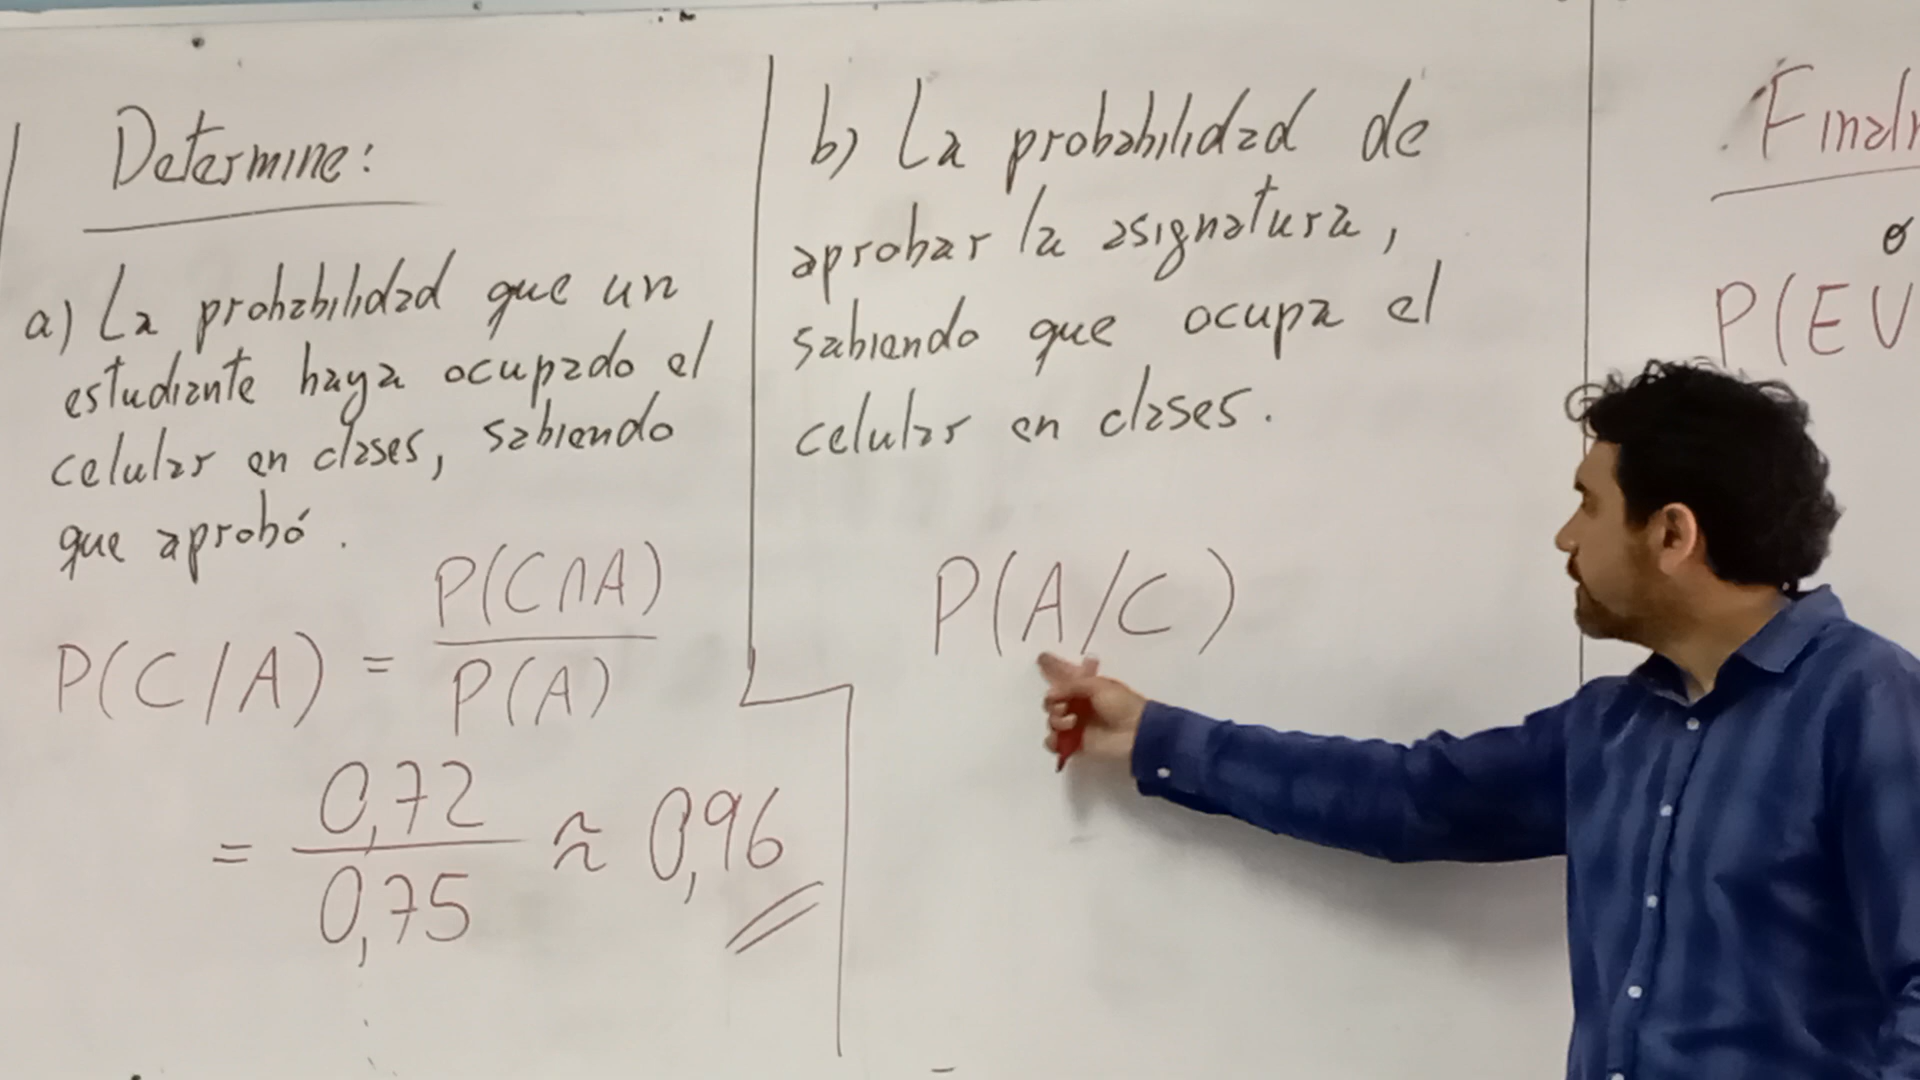 Determine:
a) La probabilidad que un
estudiante haya ocupado el
celular en clases, sabiendo
que aprobó.
P(C/A) = P(C∩A)
P(A)
= 0,72 ≈ 0,96
0,75
b) La probabilidad de
aprobar la asignatura,
sabiendo que ocupa el
celular en clases.
P(A/C)
P(EU